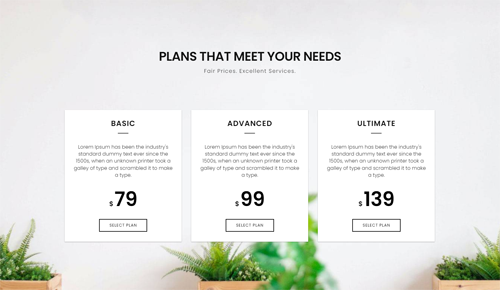 PLANS THAT MEET YOUR NEEDS
Fair Prices. Excellent Services.
BASIC
Lorem Ipsum has been the industry's
standard dummy text ever since the
1500s, when an unknown printer took a
galley of type and scrambled it to make
a type.
$79
SELECT PLAN
ADVANCED
Lorem Ipsum has been the industry's
standard dummy text ever since the
1500s, when an unknown printer took a
galley of type and scrambled it to make
a type.
$99
SELECT PLAN
ULTIMATE
Lorem Ipsum has been the industry's
standard dummy text ever since the
1500s, when an unknown printer took a
galley of type and scrambled it to make
a type.
$139
SELECT PLAN